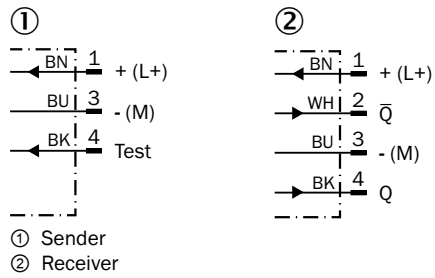 ① ②
BN 1 + (L+)
BU 3 - (M)
BK 4 Test
BN 1 + (L+)
WH 2 Q̅
BU 3 - (M)
BK 4 Q
① Sender
② Receiver